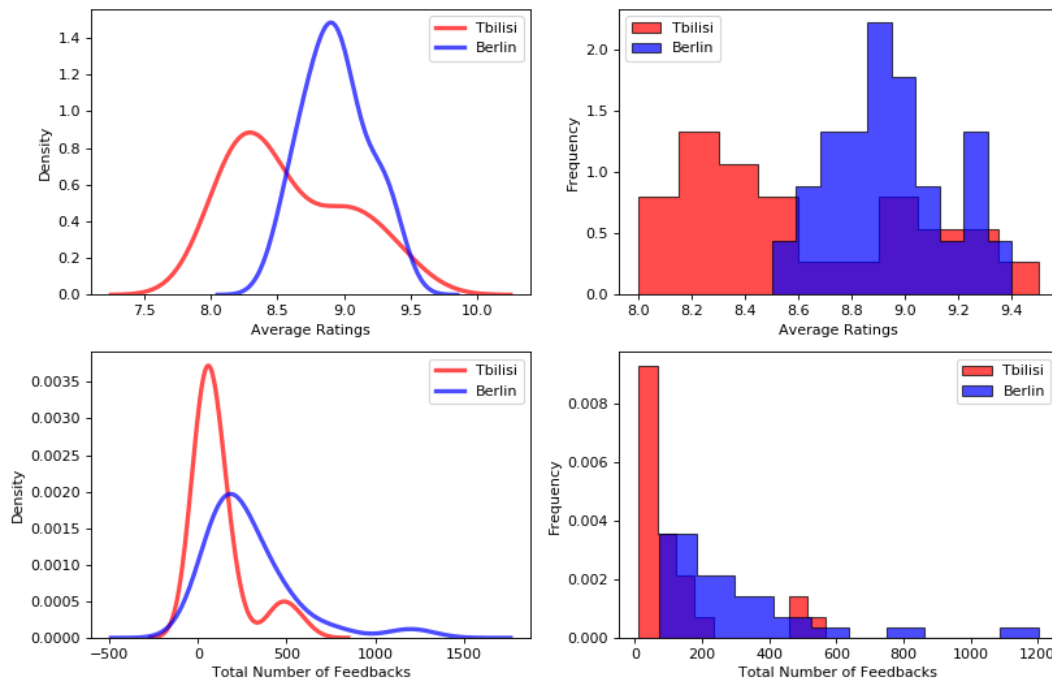 1.4
1.2
1.0
0.8
0.6
0.4
0.2
0.0
Density
Tbilisi
Berlin
7.5 8.0 8.5 9.0 9.5 10.0
Average Ratings
2.0
1.5
1.0
0.5
0.0
Frequency
Tbilisi
Berlin
8.0 8.2 8.4 8.6 8.8 9.0 9.2 9.4
Average Ratings
0.0035
0.0030
0.0025
0.0020
0.0015
0.0010
0.0005
0.0000
Density
Tbilisi
Berlin
−500 0 500 1000 1500
Total Number of Feedbacks
0.008
0.006
0.004
0.002
0.000
Frequency
Tbilisi
Berlin
0 200 400 600 800 1000 1200
Total Number of Feedbacks